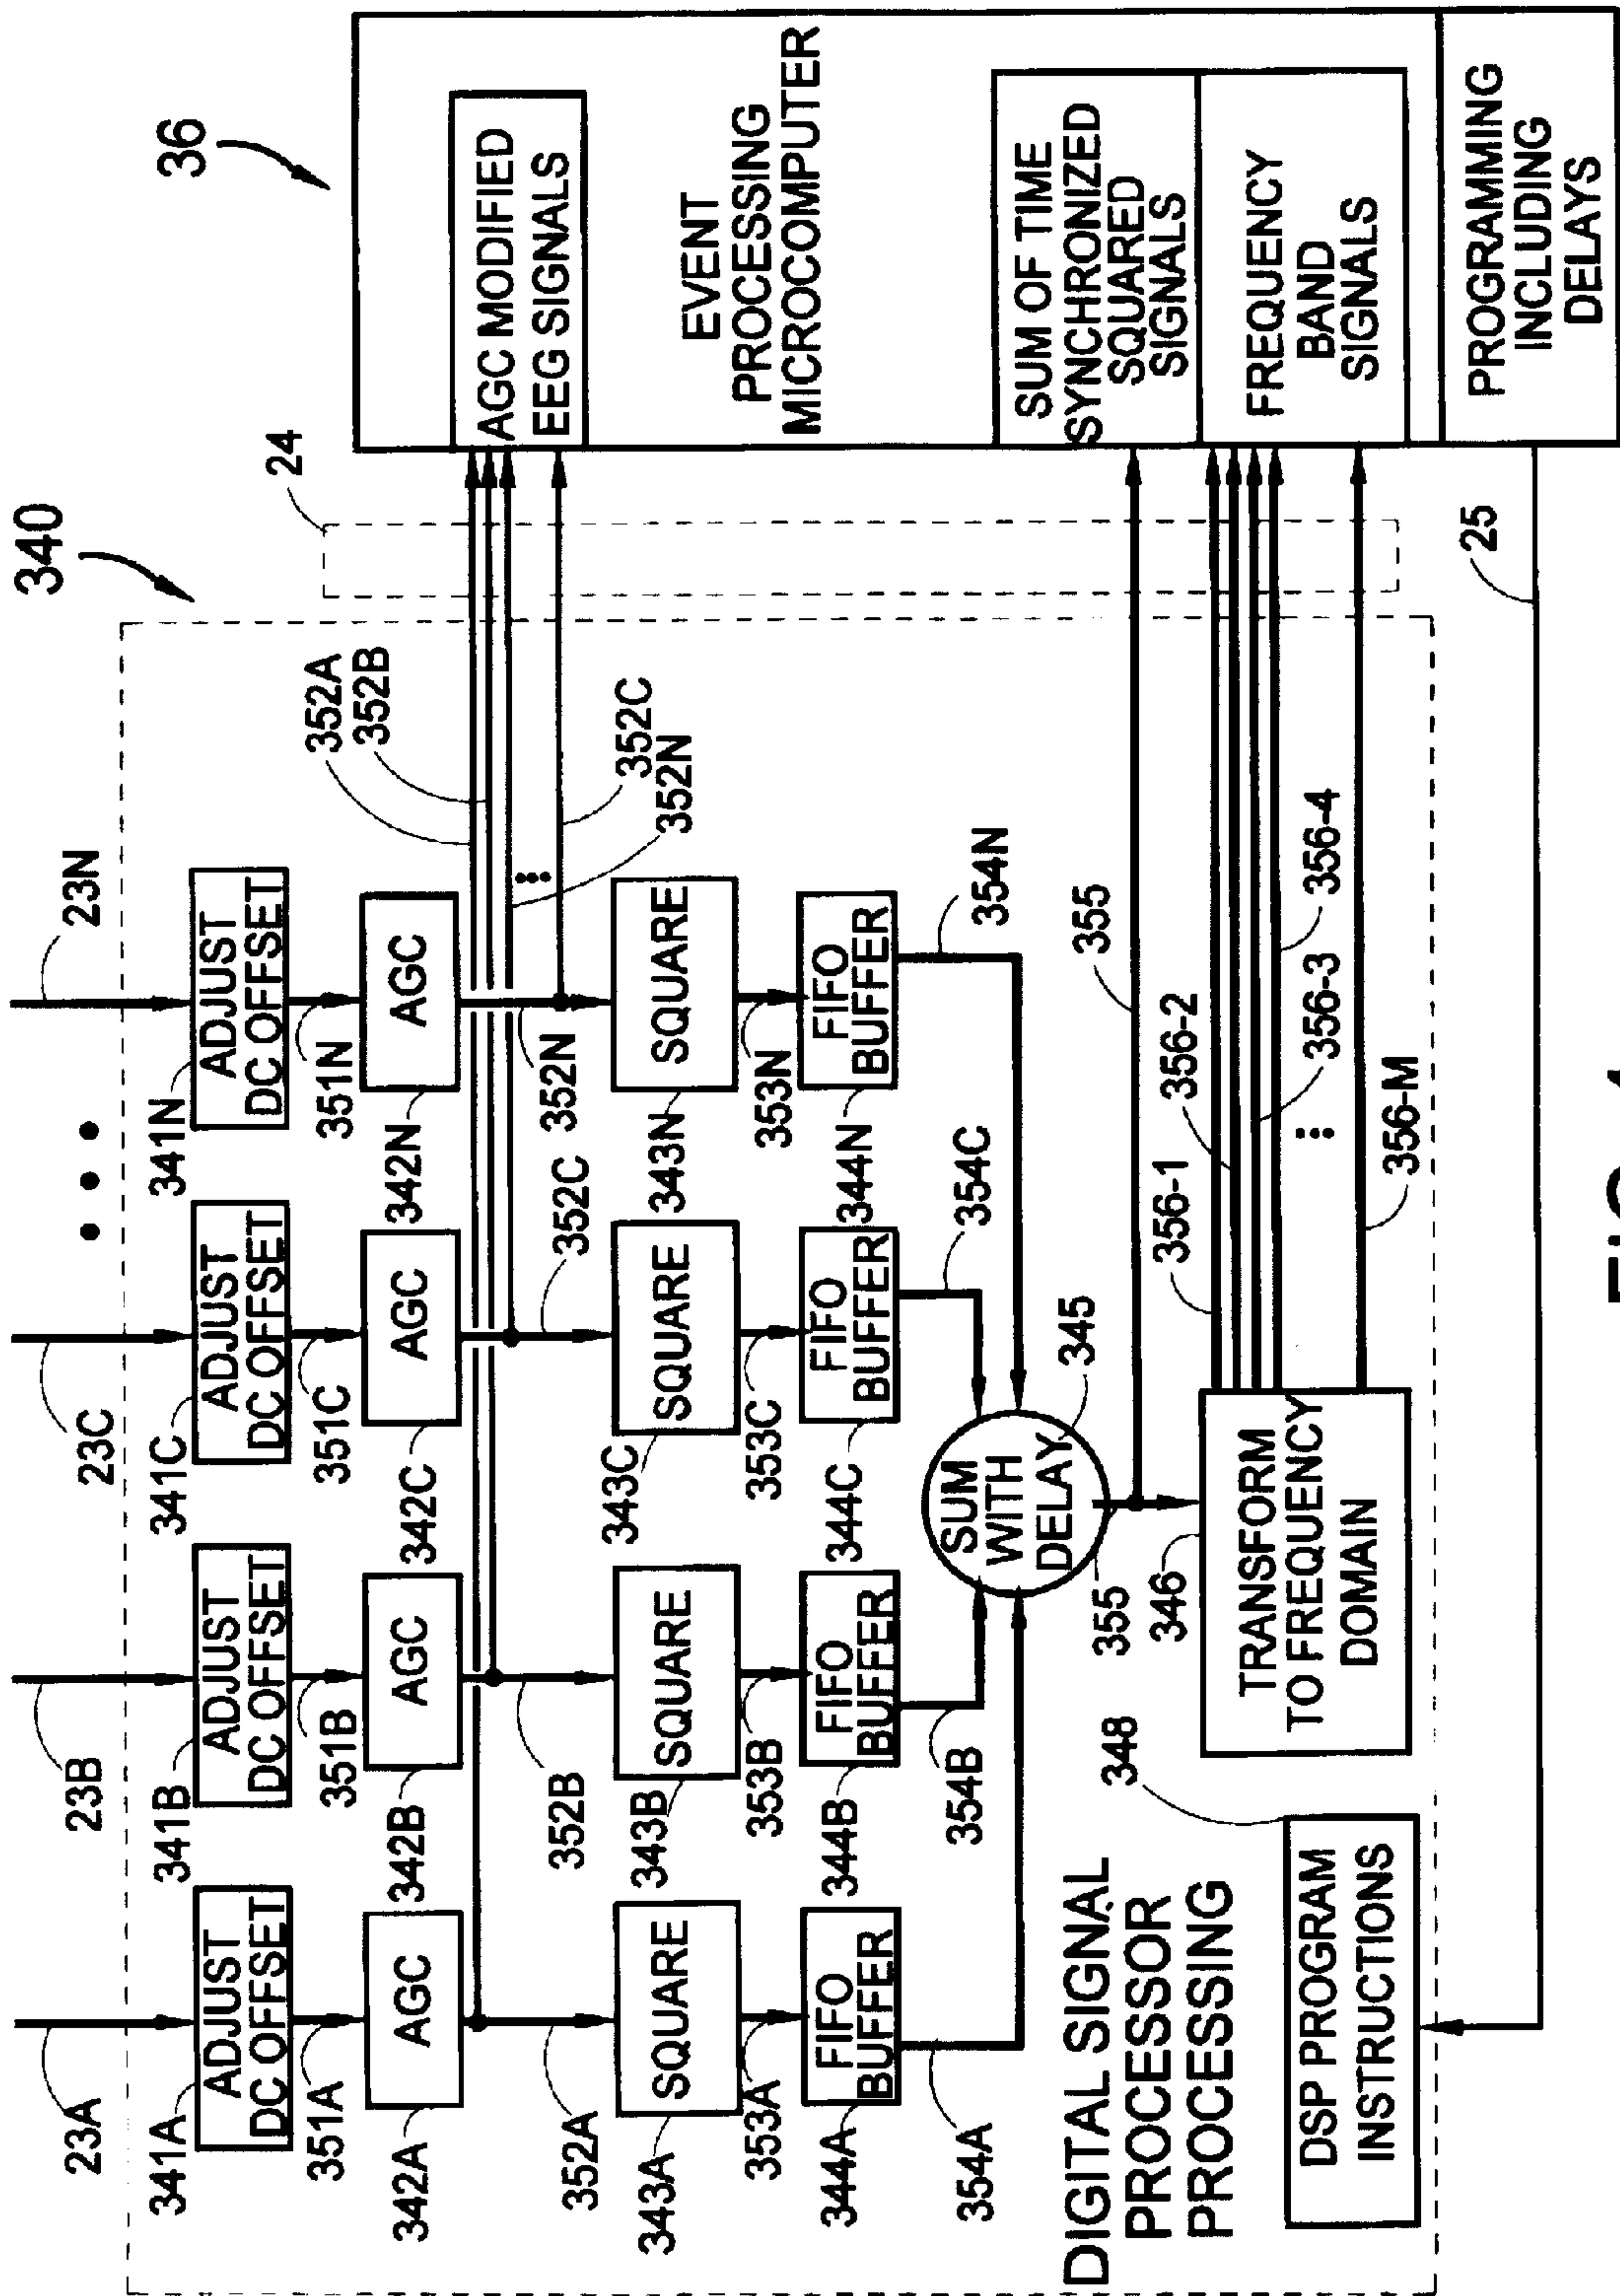 340
36
23A
23B
23C
23N
24
341A
341B
341C
• • •
341N
ADJUST
DC OFFSET
ADJUST
DC OFFSET
ADJUST
DC OFFSET
ADJUST
DC OFFSET
351A
351B
351C
351N
352A
352B
342A
342B
342C
342N
AGC
AGC
AGC
AGC
AGC MODIFIED
EEG SIGNALS
352A
352B
352C
352N
352C
352N
343A
343B
343C
343N
SQUARE
SQUARE
SQUARE
SQUARE
EVENT
PROCESSING
MICROCOMPUTER
353A
353B
353C
353N
344A
344B
344C
344N
FIFO
BUFFER
FIFO
BUFFER
FIFO
BUFFER
FIFO
BUFFER
354A
354B
354C
354N
SUM
WITH
DELAY
345
355
355
SUM OF TIME
SYNCHRONIZED
SQUARED
SIGNALS
DIGITAL SIGNAL
PROCESSOR
PROCESSING
348
346
TRANSFORM
TO FREQUENCY
DOMAIN
356-1
356-2
356-3
356-4
356-M
FREQUENCY
BAND
SIGNALS
DSP PROGRAM
INSTRUCTIONS
25
PROGRAMMING
INCLUDING
DELAYS